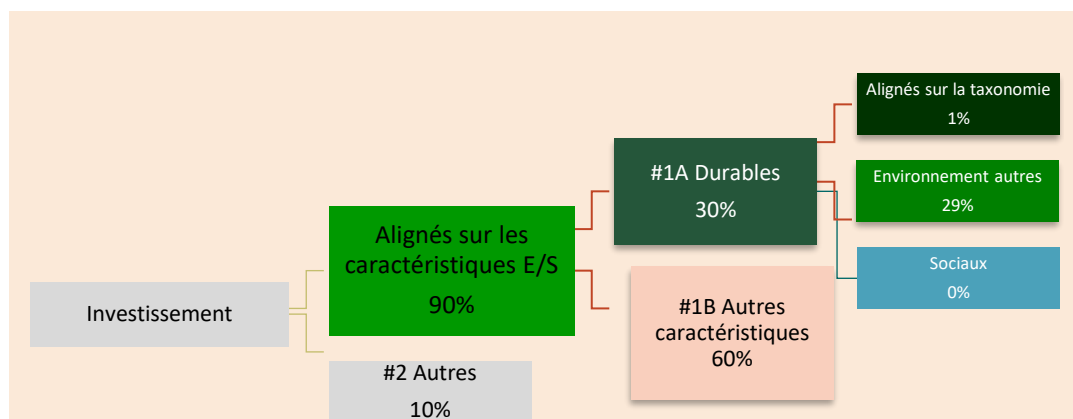 Investissement
Alignés sur les
caractéristiques E/S
90%
#2 Autres
10%
#1A Durables
30%
#1B Autres
caractéristiques
60%
Alignés sur la taxonomie
1%
Environnement autres
29%
Sociaux
0%